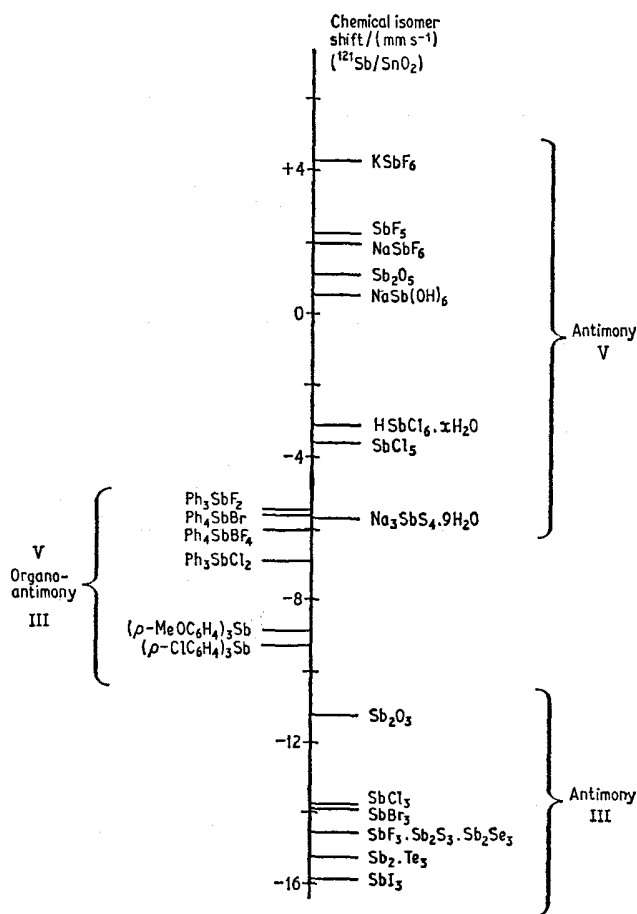 Chemical isomer
shift/(mm s⁻¹)
(¹²¹Sb/SnO₂)
KSbF₆
+4
SbF₅
NaSbF₆
Sb₂O₅
NaSb(OH)₆
0
Antimony
V
HSbCl₆.xH₂O
SbCl₅
-4
Ph₃SbF₂
Ph₄SbBr
Na₃SbS₄.9H₂O
Ph₄SbBF₄
Ph₃SbCl₂
V
Organo-
antimony
III
-8
(p-MeOC₆H₄)₃Sb
(p-ClC₆H₄)₃Sb
Sb₂O₃
-12
SbCl₃
SbBr₃
Antimony
III
SbF₃.Sb₂S₃.Sb₂Se₃
Sb₂.Te₃
SbI₃
-16